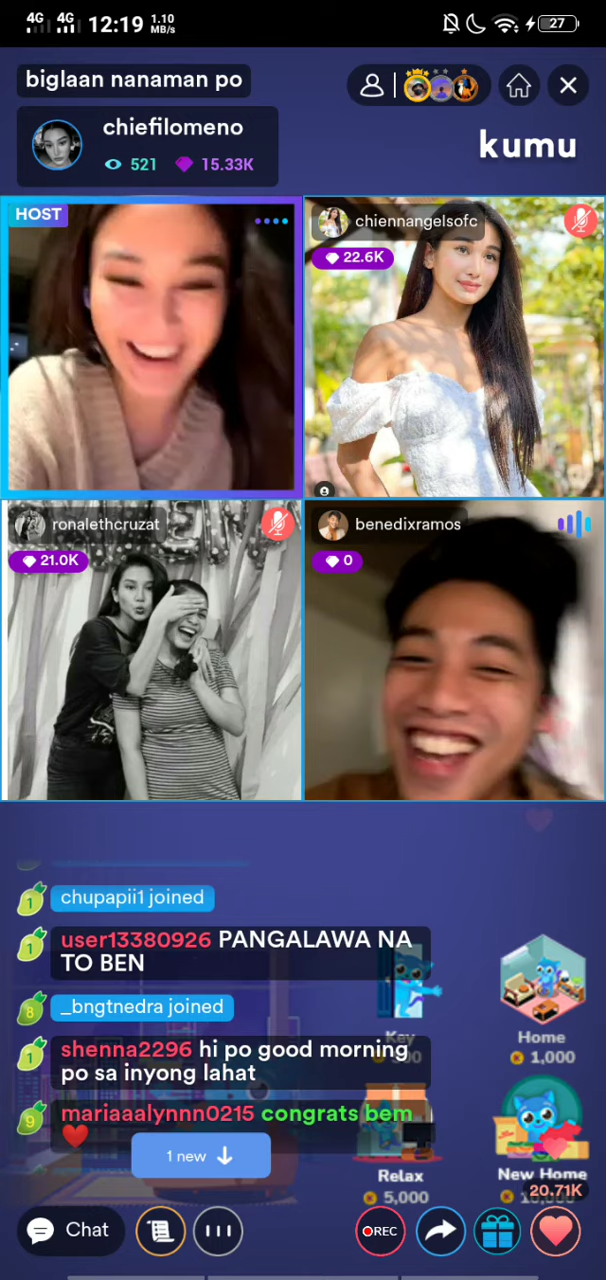 4G 4G 12:19 1.10 MB/s 27
biglaan nanaman po
chiefilomeno
521 15.33K
kumu
HOST
chiennangelsofc
22.6K
ronalethcruzat
21.0K
benedixramos
0
chupapii1 joined
user13380926 PANGALAWA NA
TO BEN
_bngtnedra joined
shenna2296 hi po good morning
po sa inyong lahat
mariaaalynnn0215 congrats bem
1 new
Key
Home
1,000
Relax
5,000
New Home
10,000
20.71K
Chat
REC